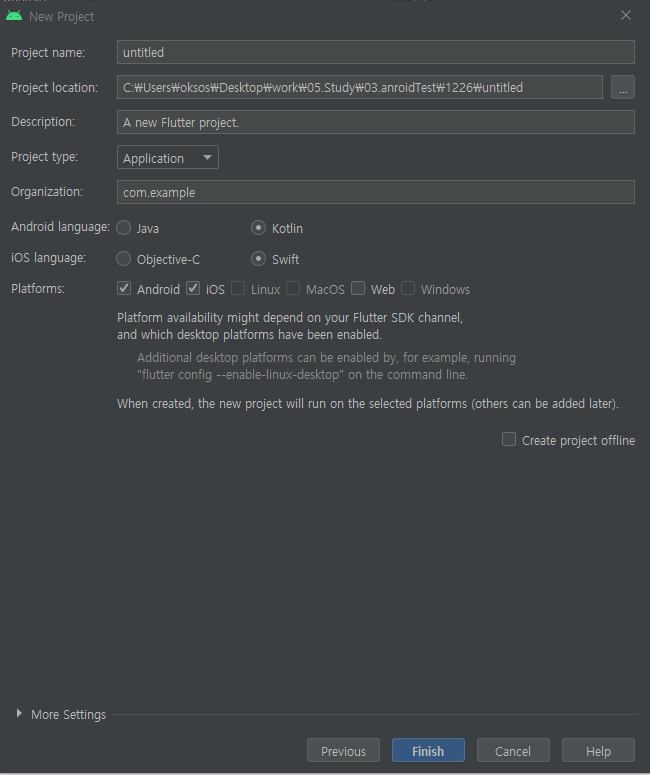 New Project
Project name: untitled
Project location: C:₩Users₩oksos₩Desktop₩work₩05.Study₩03.anroidTest₩1226₩untitled ...
Description: A new Flutter project.
Project type: Application
Organization: com.example
Android language: Java Kotlin
iOS language: Objective-C Swift
Platforms: Android iOS Linux MacOS Web Windows
Platform availability might depend on your Flutter SDK channel,
and which desktop platforms have been enabled.
Additional desktop platforms can be enabled by, for example, running
"flutter config --enable-linux-desktop" on the command line.
When created, the new project will run on the selected platforms (others can be added later).
Create project offline
More Settings
Previous Finish Cancel Help